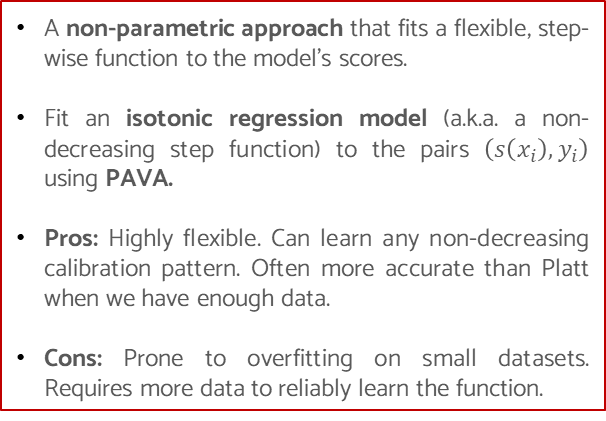 • A non-parametric approach that fits a flexible, step-
wise function to the model’s scores.
• Fit an isotonic regression model (a.k.a. a non-
decreasing step function) to the pairs (𝑠(𝑥ᵢ), 𝑦ᵢ)
using PAVA.
• Pros: Highly flexible. Can learn any non-decreasing
calibration pattern. Often more accurate than Platt
when we have enough data.
• Cons: Prone to overfitting on small datasets.
Requires more data to reliably learn the function.